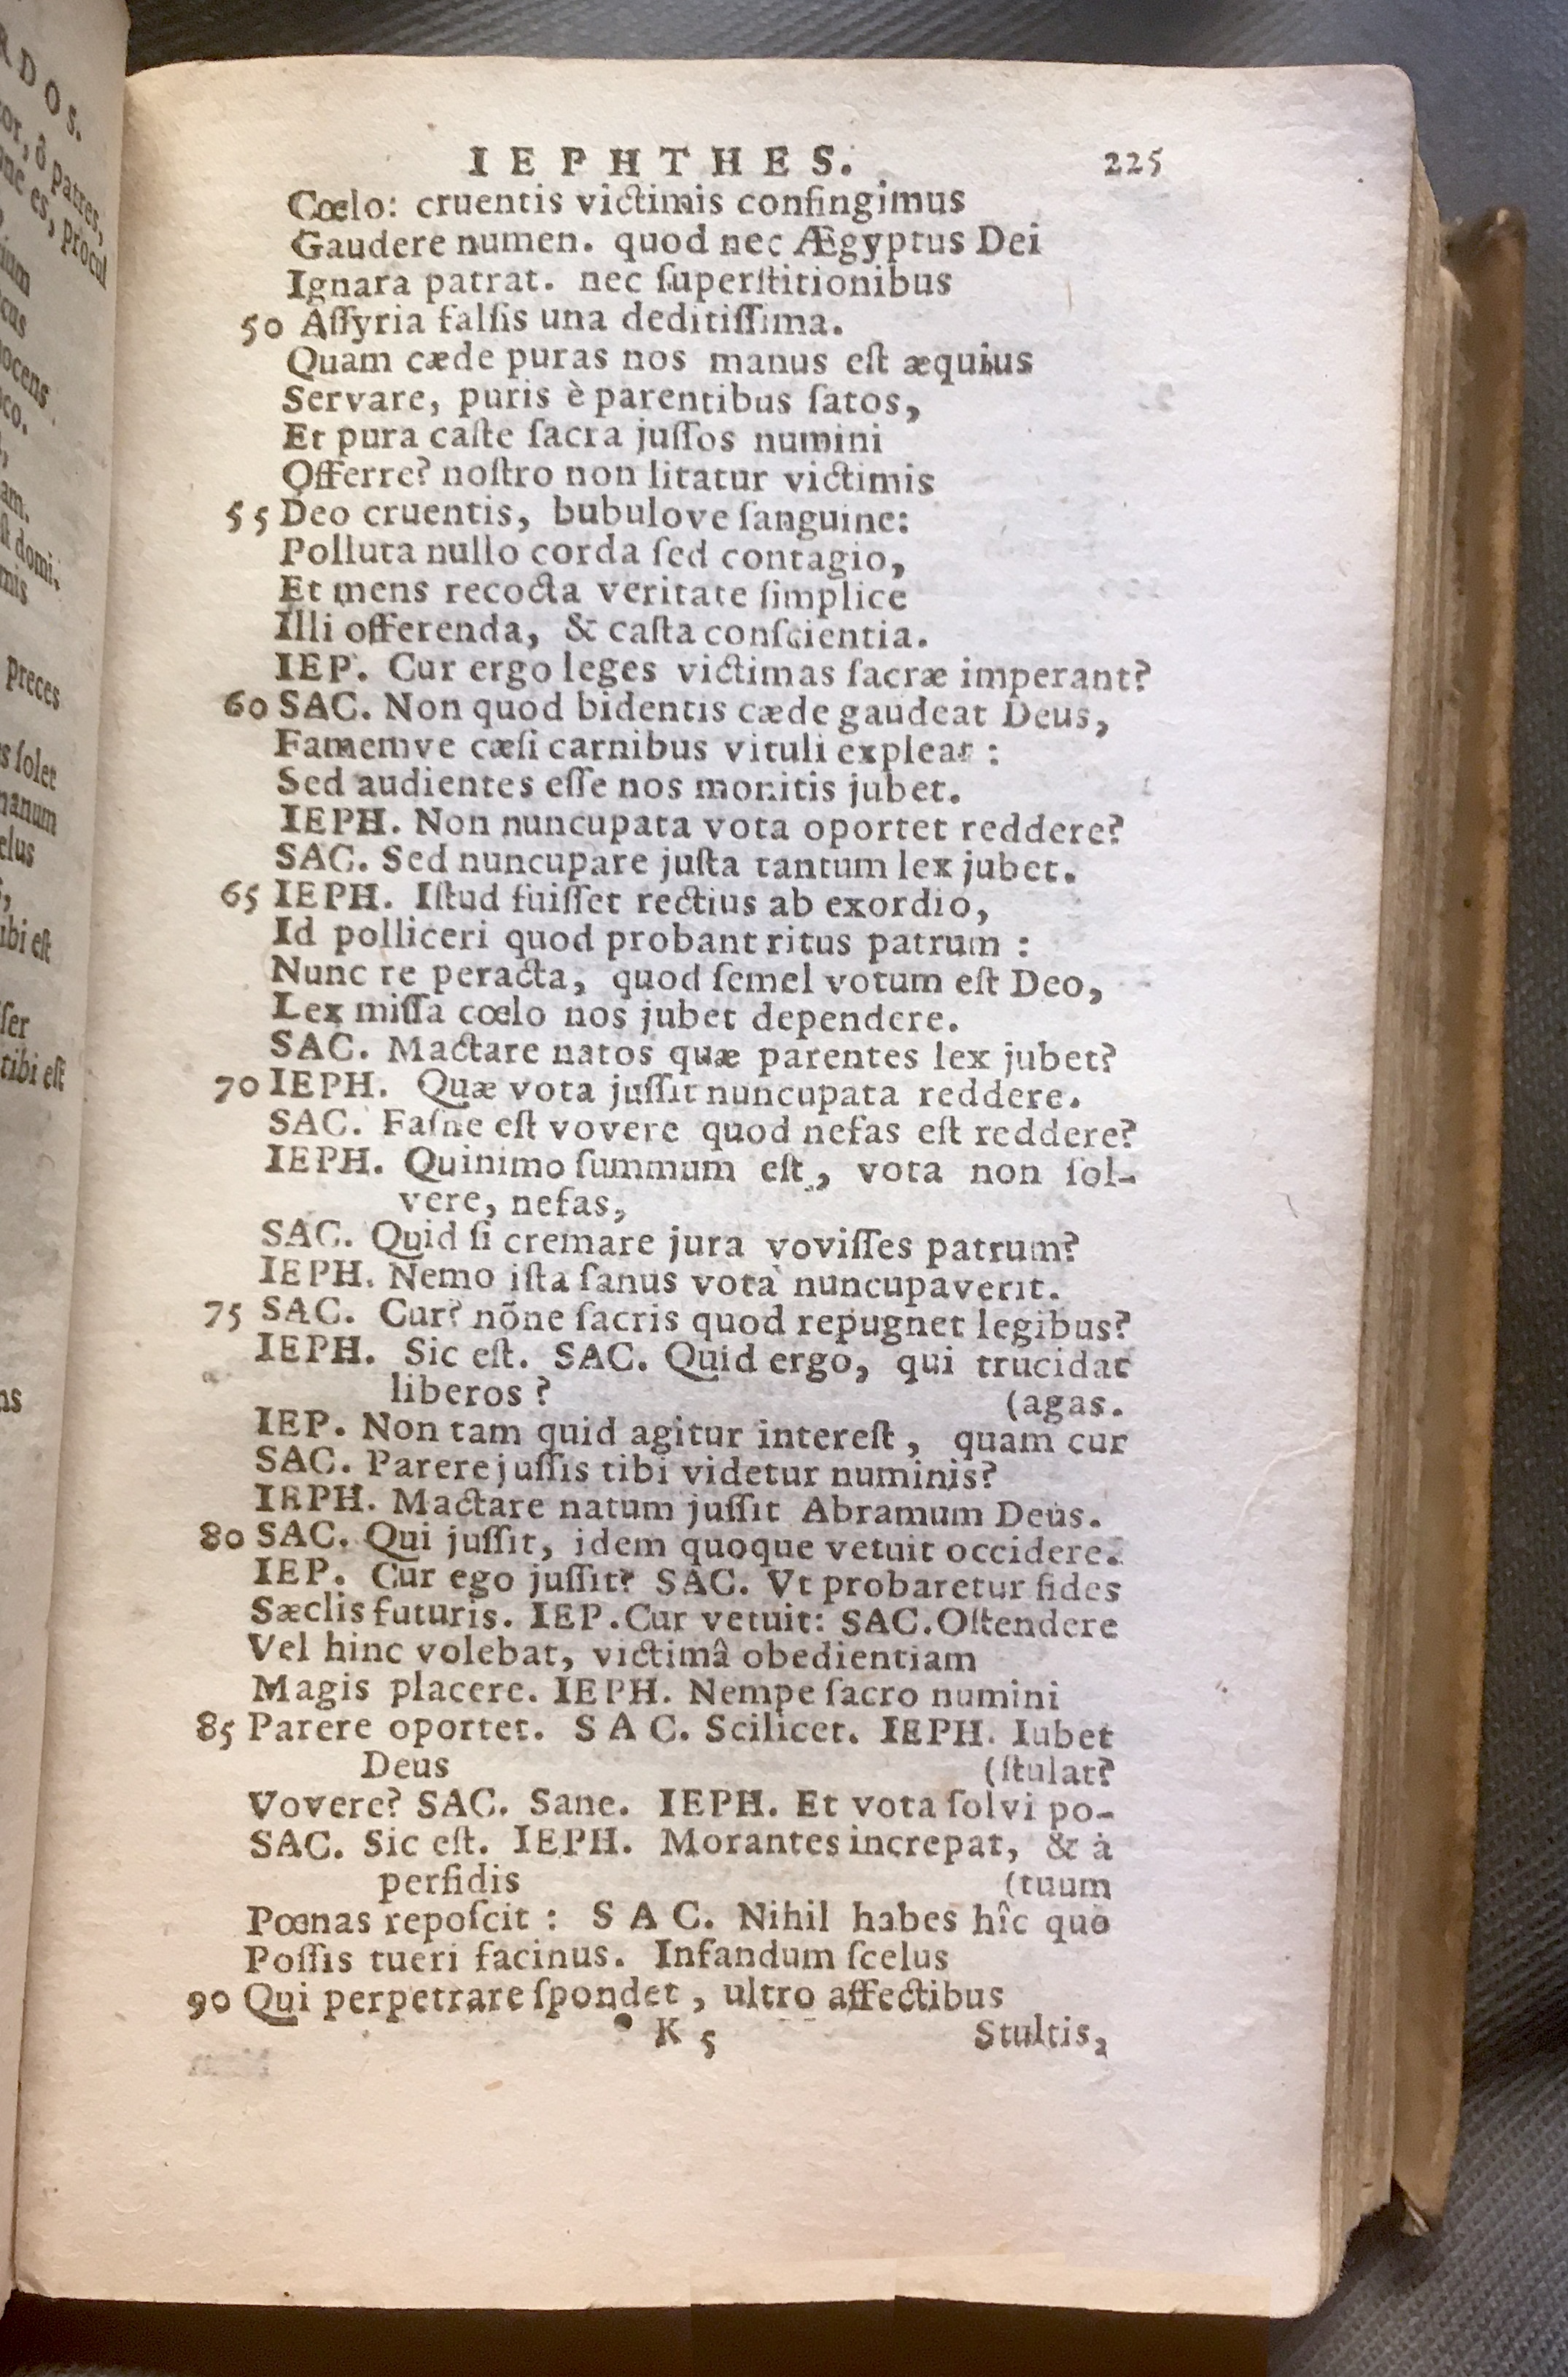 RDOS.
patres,
procul
preces
domi.
tibi est
IEPHTHES. 225
Cœlo: cruentis victimis confingimus
Gaudere numen. quod nec Ægyptus Dei
Ignara patrat. nec ſuperſtitionibus
50 Aſſyria falſis una deditiſſima.
Quam cæde puras nos manus eſt æquius
Servare, puris è parentibus ſatos,
Et pura caſte ſacra juſſos numini
Offerre? noſtro non litatur victimis
55 Deo cruentis, bubulove ſanguine:
Polluta nullo corda ſed contagio,
Et mens recocta veritate ſimplice
Illi offerenda, & caſta conſcientia.
IEP. Cur ergo leges victimas ſacræ imperant?
60 SAC. Non quod bidentis cæde gaudeat Deus,
Famemve cæſi carnibus vituli expleat :
Sed audientes eſſe nos monitis jubet.
IEPH. Non nuncupata vota oportet reddere?
SAC. Sed nuncupare juſta tantum lex jubet.
65 IEPH. Iſtud fuiſſet rectius ab exordio,
Id polliceri quod probant ritus patrum :
Nunc re peracta, quod ſemel votum eſt Deo,
Lex miſſa cœlo nos jubet dependere.
SAC. Mactare natos quæ parentes lex jubet?
70 IEPH. Quæ vota juſſit nuncupata reddere.
SAC. Faſne eſt vovere quod nefas eſt reddere?
IEPH. Quinimo ſummum eſt, vota non ſol-
vere, nefas,
SAC. Quid ſi cremare jura voviſſes patrum?
IEPH. Nemo iſta ſanus vota nuncupaverit.
75 SAC. Cur? nõne ſacris quod repugnet legibus?
IEPH. Sic eſt. SAC. Quid ergo, qui trucidat
liberos ? (agas.
IEP. Non tam quid agitur intereſt, quam cur
SAC. Parere juſſis tibi videtur numinis?
IEPH. Mactare natum juſſit Abramum Deus.
80 SAC. Qui juſſit, idem quoque vetuit occidere.
IEP. Cur ego juſſit? SAC. Vt probaretur fides
Sæclis futuris. IEP. Cur vetuit: SAC. Oſtendere
Vel hinc volebat, victimâ obedientiam
Magis placere. IEPH. Nempe ſacro numini
85 Parere oportet. SAC. Scilicet. IEPH. Iubet
Deus (ſtulat?
Vovere? SAC. Sane. IEPH. Et vota ſolvi po-
SAC. Sic eſt. IEPH. Morantes increpat, & à
perfidis (tuum
Pœnas repoſcit : SAC. Nihil habes hîc quo
Poſſis tueri facinus. Infandum ſcelus
90 Qui perpetrare ſpondet, ultro affectibus
K 5 Stultis,